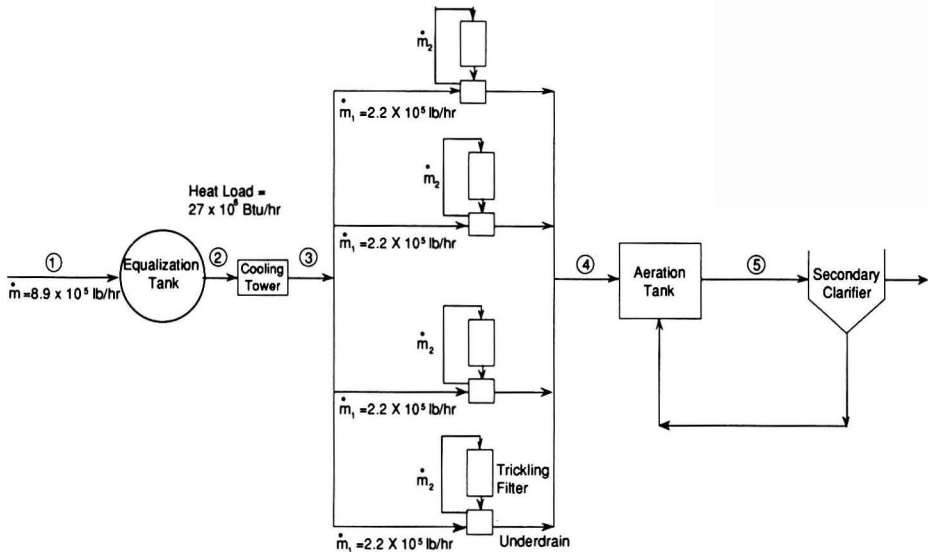 ṁ₂
ṁ₁ =2.2 X 10⁵ lb/hr
ṁ₂
Heat Load =
27 x 10⁶ Btu/hr
ṁ₁ =2.2 X 10⁵ lb/hr
①
Equalization
Tank
②
Cooling
Tower
③
④
Aeration
Tank
⑤
Secondary
Clarifier
ṁ =8.9 x 10⁵ lb/hr
ṁ₂
ṁ₁ =2.2 X 10⁵ lb/hr
ṁ₂
Trickling
Filter
ṁ₁ =2.2 X 10⁵ lb/hr
Underdrain